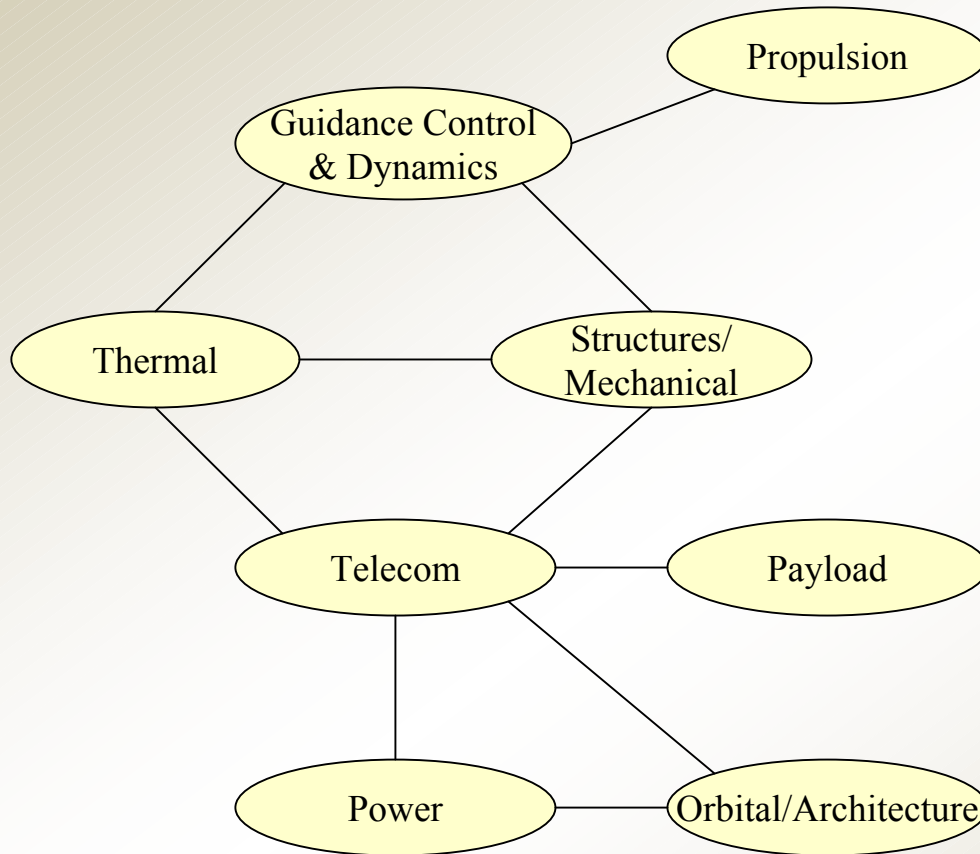 Propulsion
Guidance Control
& Dynamics
Thermal
Structures/
Mechanical
Telecom
Payload
Power
Orbital/Architecture